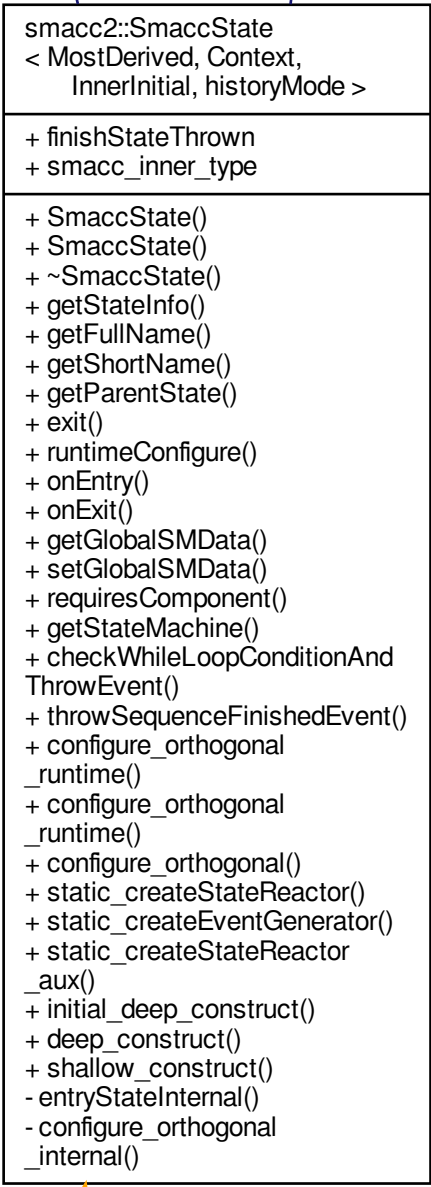 smacc2::SmaccState
< MostDerived, Context,
InnerInitial, historyMode >
+ finishStateThrown
+ smacc_inner_type
+ SmaccState()
+ SmaccState()
+ ~SmaccState()
+ getStateInfo()
+ getFullName()
+ getShortName()
+ getParentState()
+ exit()
+ runtimeConfigure()
+ onEntry()
+ onExit()
+ getGlobalSMData()
+ setGlobalSMData()
+ requiresComponent()
+ getStateMachine()
+ checkWhileLoopConditionAnd
ThrowEvent()
+ throwSequenceFinishedEvent()
+ configure_orthogonal
_runtime()
+ configure_orthogonal
_runtime()
+ configure_orthogonal()
+ static_createStateReactor()
+ static_createEventGenerator()
+ static_createStateReactor
_aux()
+ initial_deep_construct()
+ deep_construct()
+ shallow_construct()
- entryStateInternal()
- configure_orthogonal
_internal()